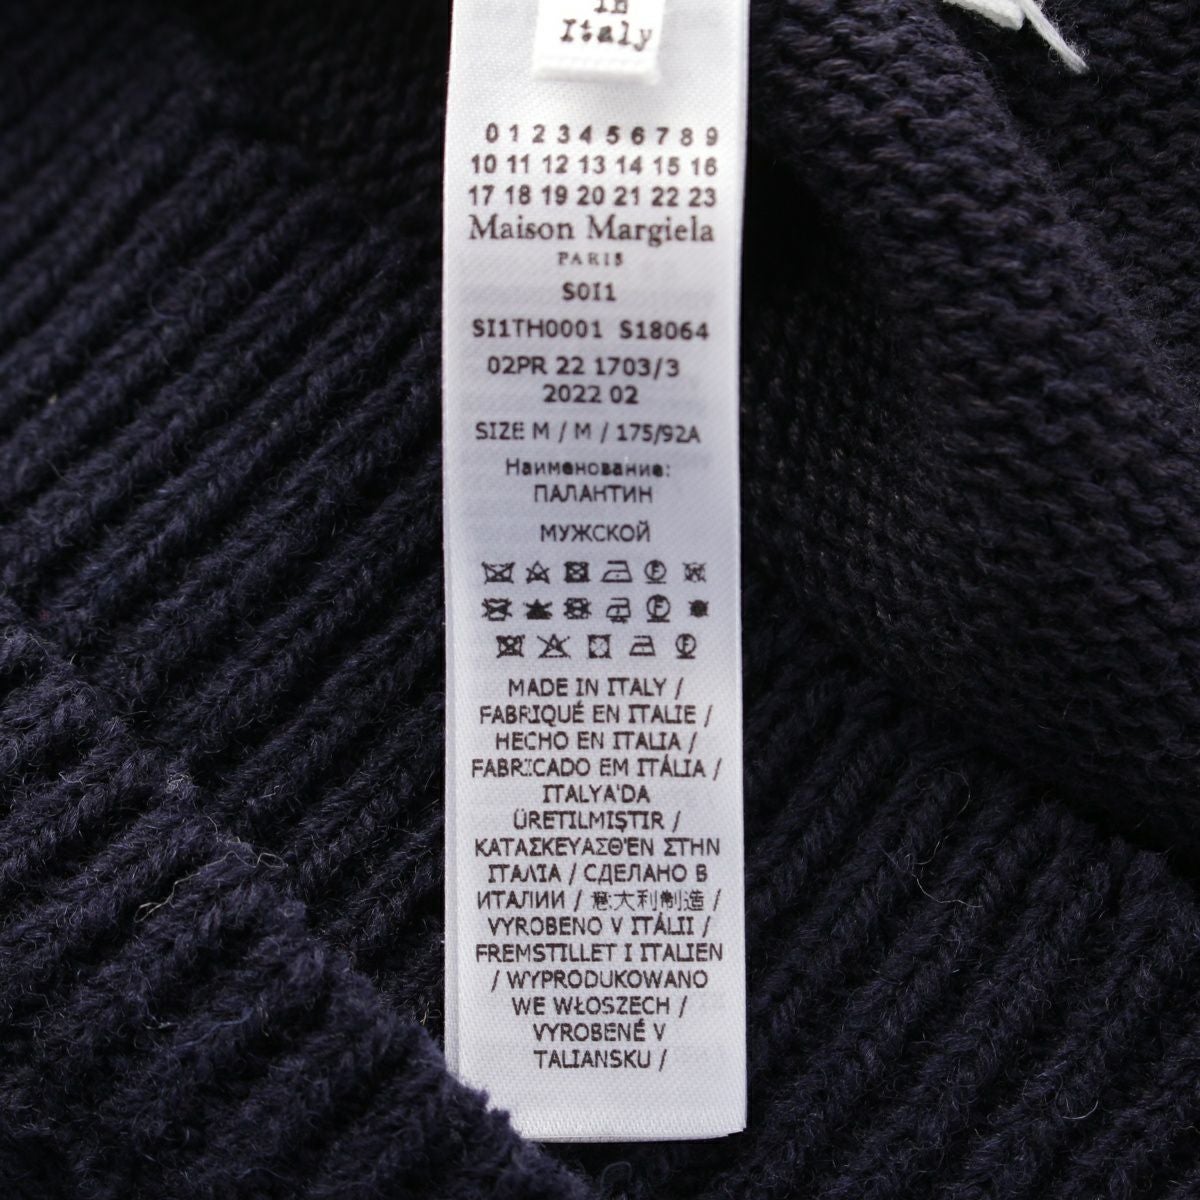 in
Italy
0 1 2 3 4 5 6 7 8 9
10 11 12 13 14 15 16
17 18 19 20 21 22 23
Maison Margiela
PARIS
S0I1
SI1TH0001 S18064
02PR 22 1703/3
2022 02
SIZE M / M / 175/92A
Наименование:
ПАЛАНТИН
МУЖСКОЙ
MADE IN ITALY /
FABRIQUÉ EN ITALIE /
HECHO EN ITALIA /
FABRICADO EM ITÁLIA /
ITALYA'DA
ÜRETILMIŞTIR /
ΚΑΤΑΣΚΕΥΑΣΘ'ΕΝ ΣΤΗΝ
ΙΤΑΛΙΑ / СДЕЛАНО В
ИТАЛИИ / 意大利制造 /
VYROBENO V ITÁLII /
FREMSTILLET I ITALIEN
/ WYPRODUKOWANO
WE WŁOSZECH /
VYROBENÉ V
TALIANSKU /